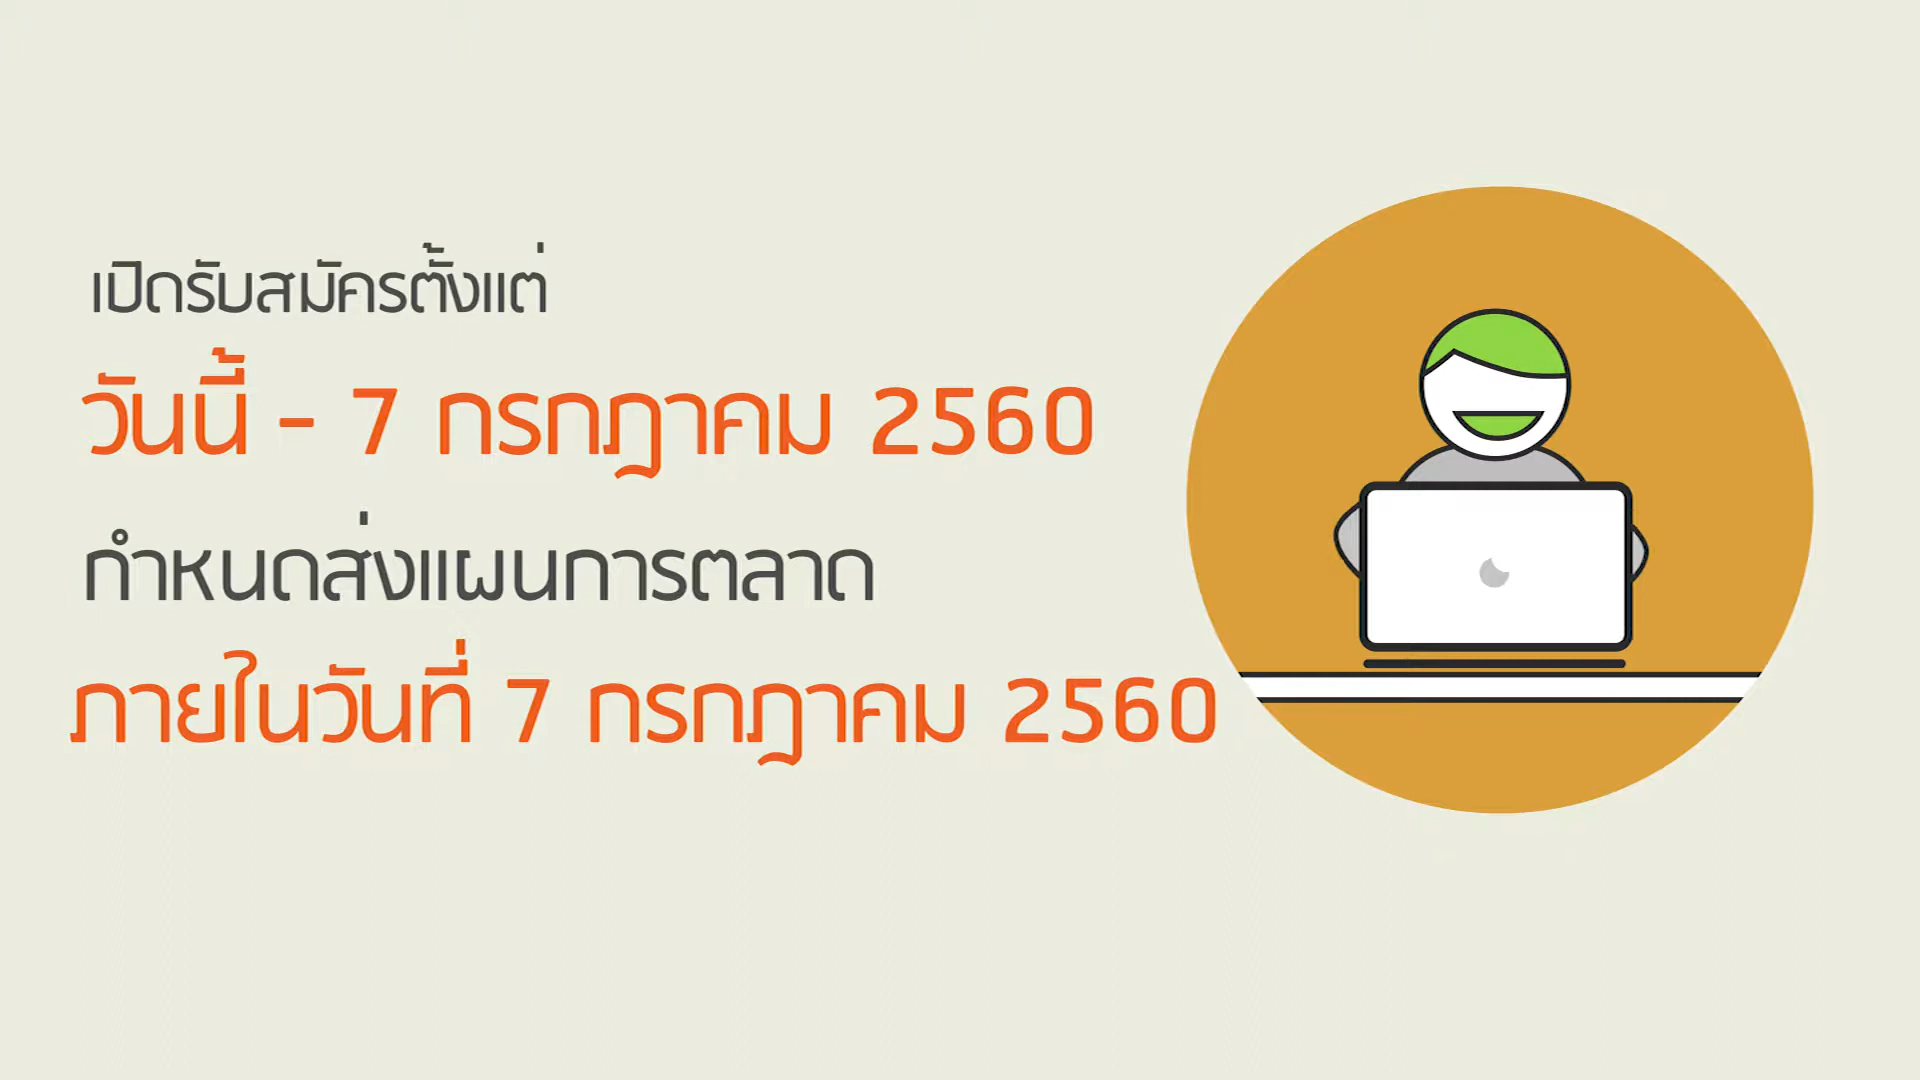 เปิดรับสมัครตั้งแต่
วันนี้ - 7 กรกฎาคม 2560
กำหนดส่งแผนการตลาด
ภายในวันที่ 7 กรกฎาคม 2560